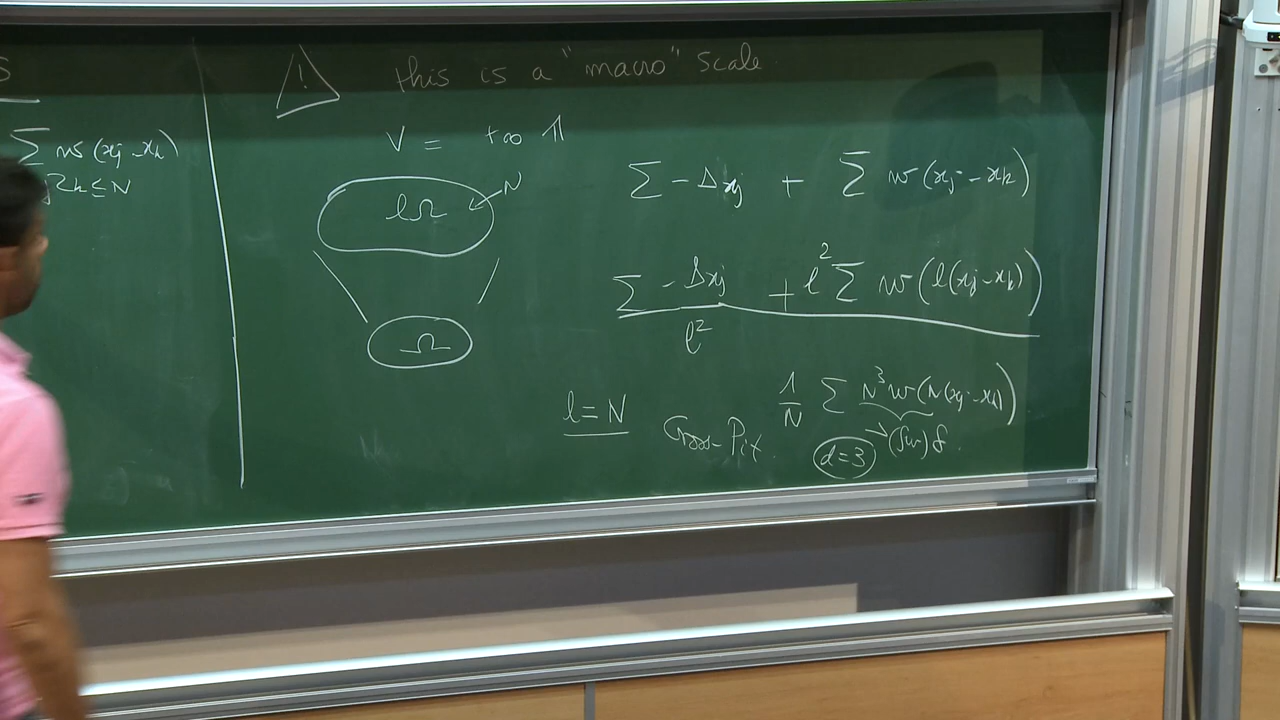 S
∑ w(xj - xk)
j≠k≤N
! this is a "macro" scale
V = +∞ 1
lΩ
N
Ω
∑ -Δxj + ∑ w(xj - xk)
∑ -Δxj / l² + l² ∑ w(l(xj - xk))
l = N
Gross-Pit.
1/N ∑ N³ w(N(xj - xk))
d=3 → (∫w) δ